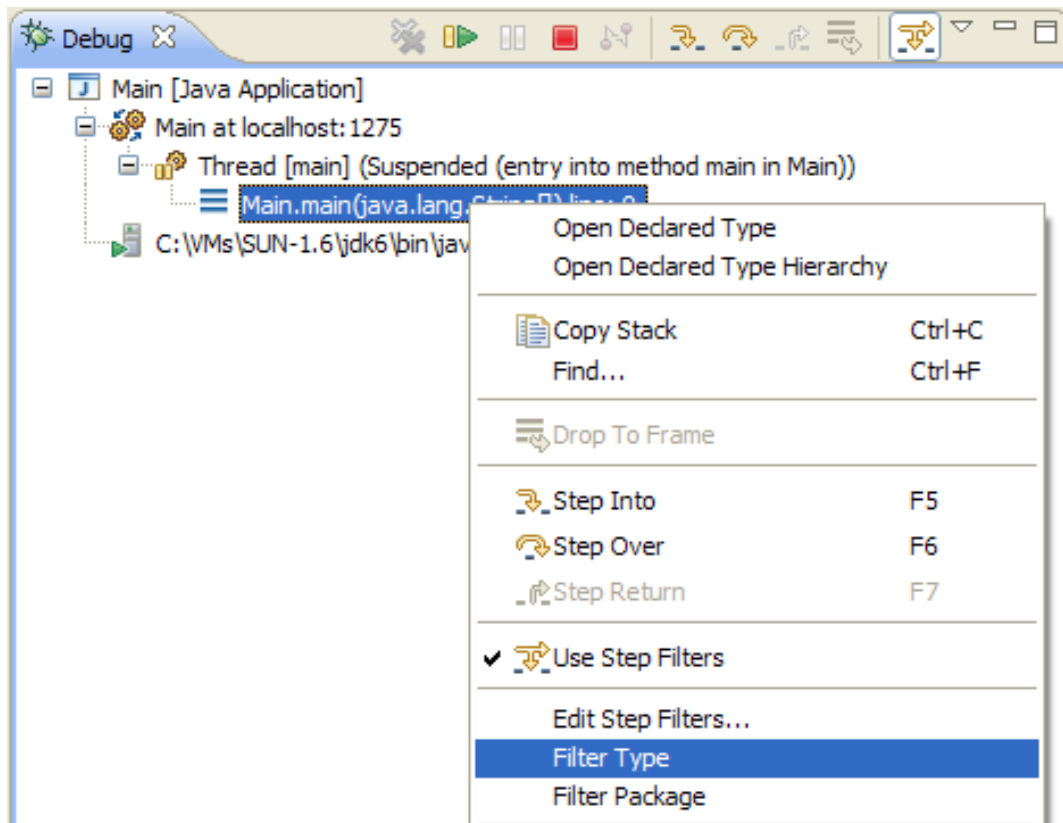 Debug
Main [Java Application]
Main at localhost:1275
Thread [main] (Suspended (entry into method main in Main))
Main.main(java.lang.String[]) line: 9
C:\VMs\SUN-1.6\jdk6\bin\jav
Open Declared Type
Open Declared Type Hierarchy
Copy Stack Ctrl+C
Find... Ctrl+F
Drop To Frame
Step Into F5
Step Over F6
Step Return F7
Use Step Filters
Edit Step Filters...
Filter Type
Filter Package